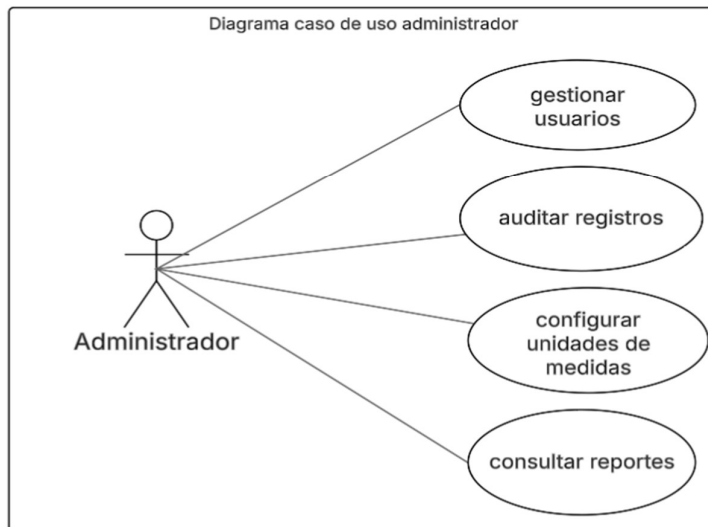 Diagrama caso de uso administrador
gestionar
usuarios
auditar registros
configurar
unidades de
medidas
Administrador
consultar reportes